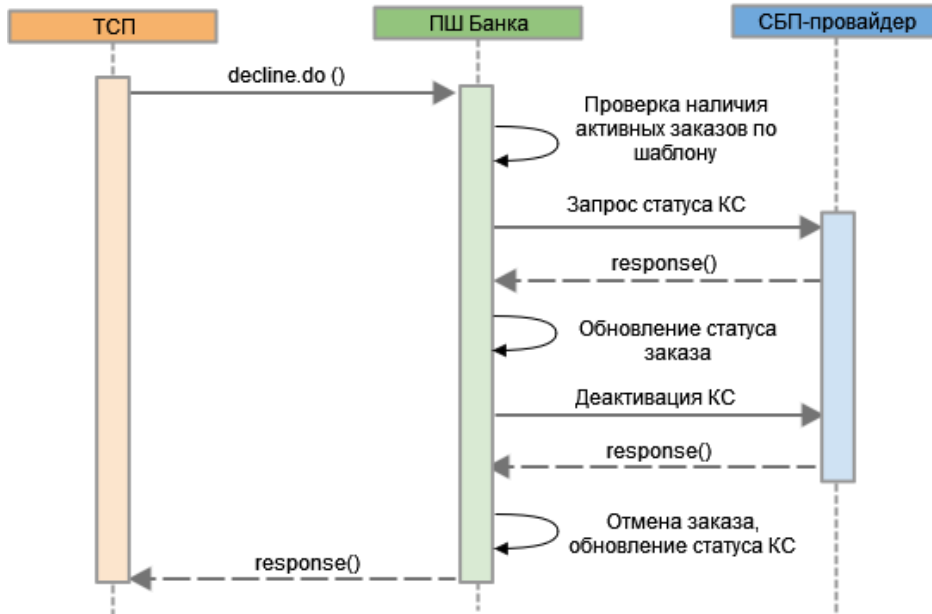 ТСП
ПШ Банка
СБП-провайдер
decline.do ()
Проверка наличия
активных заказов по
шаблону
Запрос статуса КС
response()
Обновление статуса
заказа
Деактивация КС
response()
Отмена заказа,
обновление статуса КС
response()